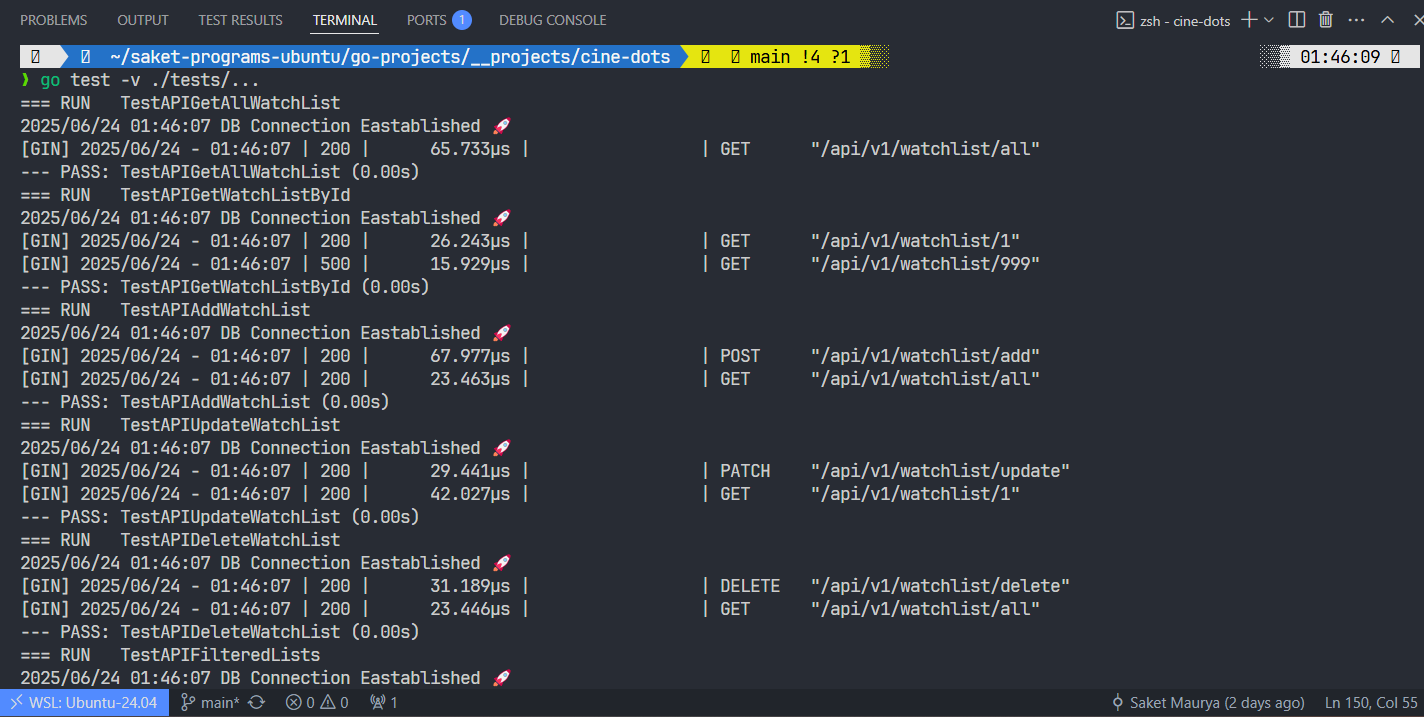 PROBLEMS OUTPUT TEST RESULTS TERMINAL PORTS 1 DEBUG CONSOLE zsh - cine-dots
~/saket-programs-ubuntu/go-projects/__projects/cine-dots main !4 ?1 01:46:09
❯ go test -v ./tests/...
=== RUN   TestAPIGetAllWatchList
2025/06/24 01:46:07 DB Connection Eastablished 🚀
[GIN] 2025/06/24 - 01:46:07 | 200 |      65.733µs |                 | GET      "/api/v1/watchlist/all"
--- PASS: TestAPIGetAllWatchList (0.00s)
=== RUN   TestAPIGetWatchListById
2025/06/24 01:46:07 DB Connection Eastablished 🚀
[GIN] 2025/06/24 - 01:46:07 | 200 |      26.243µs |                 | GET      "/api/v1/watchlist/1"
[GIN] 2025/06/24 - 01:46:07 | 500 |      15.929µs |                 | GET      "/api/v1/watchlist/999"
--- PASS: TestAPIGetWatchListById (0.00s)
=== RUN   TestAPIAddWatchList
2025/06/24 01:46:07 DB Connection Eastablished 🚀
[GIN] 2025/06/24 - 01:46:07 | 200 |      67.977µs |                 | POST     "/api/v1/watchlist/add"
[GIN] 2025/06/24 - 01:46:07 | 200 |      23.463µs |                 | GET      "/api/v1/watchlist/all"
--- PASS: TestAPIAddWatchList (0.00s)
=== RUN   TestAPIUpdateWatchList
2025/06/24 01:46:07 DB Connection Eastablished 🚀
[GIN] 2025/06/24 - 01:46:07 | 200 |      29.441µs |                 | PATCH    "/api/v1/watchlist/update"
[GIN] 2025/06/24 - 01:46:07 | 200 |      42.027µs |                 | GET      "/api/v1/watchlist/1"
--- PASS: TestAPIUpdateWatchList (0.00s)
=== RUN   TestAPIDeleteWatchList
2025/06/24 01:46:07 DB Connection Eastablished 🚀
[GIN] 2025/06/24 - 01:46:07 | 200 |      31.189µs |                 | DELETE   "/api/v1/watchlist/delete"
[GIN] 2025/06/24 - 01:46:07 | 200 |      23.446µs |                 | GET      "/api/v1/watchlist/all"
--- PASS: TestAPIDeleteWatchList (0.00s)
=== RUN   TestAPIFilteredLists
2025/06/24 01:46:07 DB Connection Eastablished 🚀
WSL: Ubuntu-24.04 main* 0 0 1 Saket Maurya (2 days ago) Ln 150, Col 55